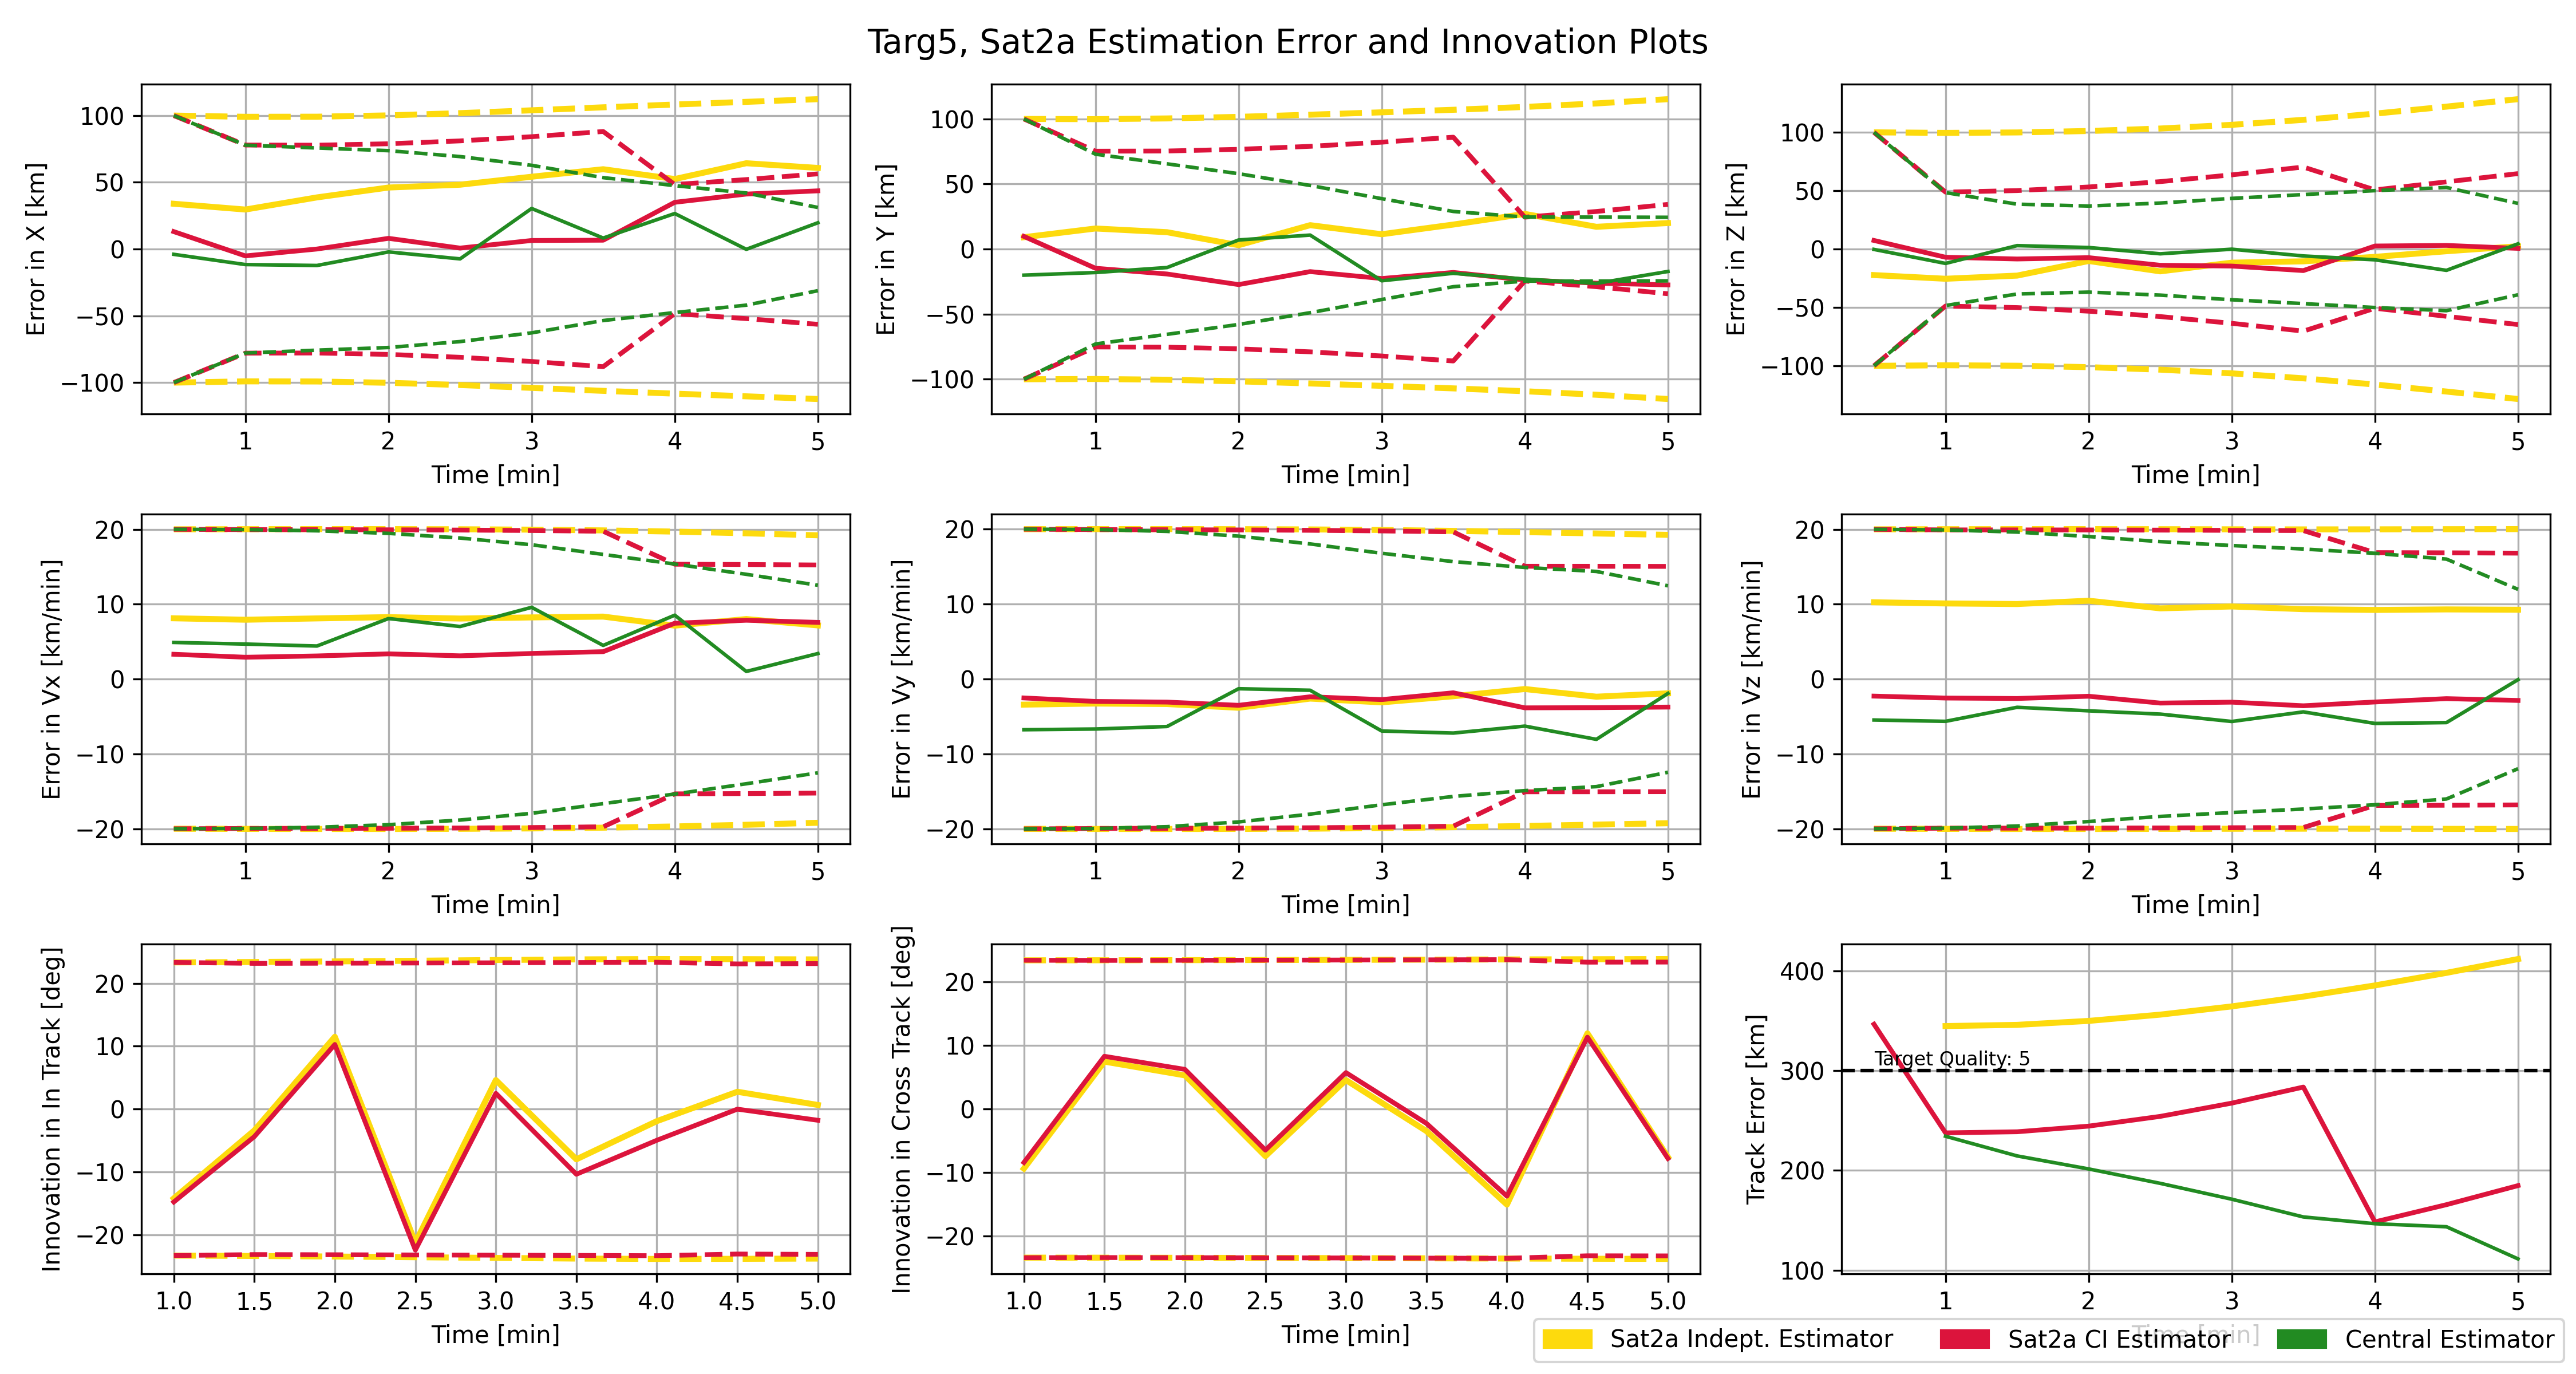 Targ5, Sat2a Estimation Error and Innovation Plots
Error in X [km]
100
50
0
−50
−100
1 2 3 4 5
Time [min]
Error in Y [km]
100
50
0
−50
−100
1 2 3 4 5
Time [min]
Error in Z [km]
100
50
0
−50
−100
1 2 3 4 5
Time [min]
Error in Vx [km/min]
20
10
0
−10
−20
1 2 3 4 5
Time [min]
Error in Vy [km/min]
20
10
0
−10
−20
1 2 3 4 5
Time [min]
Error in Vz [km/min]
20
10
0
−10
−20
1 2 3 4 5
Time [min]
Innovation in In Track [deg]
20
10
0
−10
−20
1.0 1.5 2.0 2.5 3.0 3.5 4.0 4.5 5.0
Time [min]
Innovation in Cross Track [deg]
20
10
0
−10
−20
1.0 1.5 2.0 2.5 3.0 3.5 4.0 4.5 5.0
Time [min]
Track Error [km]
400
300
200
100
Target Quality: 5
1 2 3 4 5
Time [min]
Sat2a Indept. Estimator Sat2a CI Estimator Central Estimator